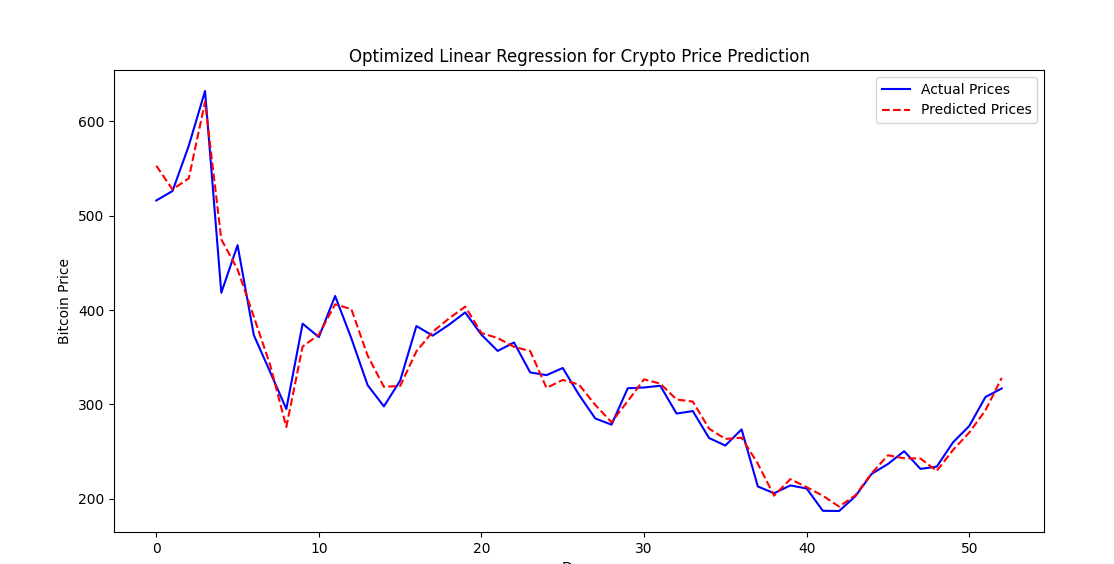 Optimized Linear Regression for Crypto Price Prediction
Actual Prices
Predicted Prices
Bitcoin Price
600
500
400
300
200
0 10 20 30 40 50